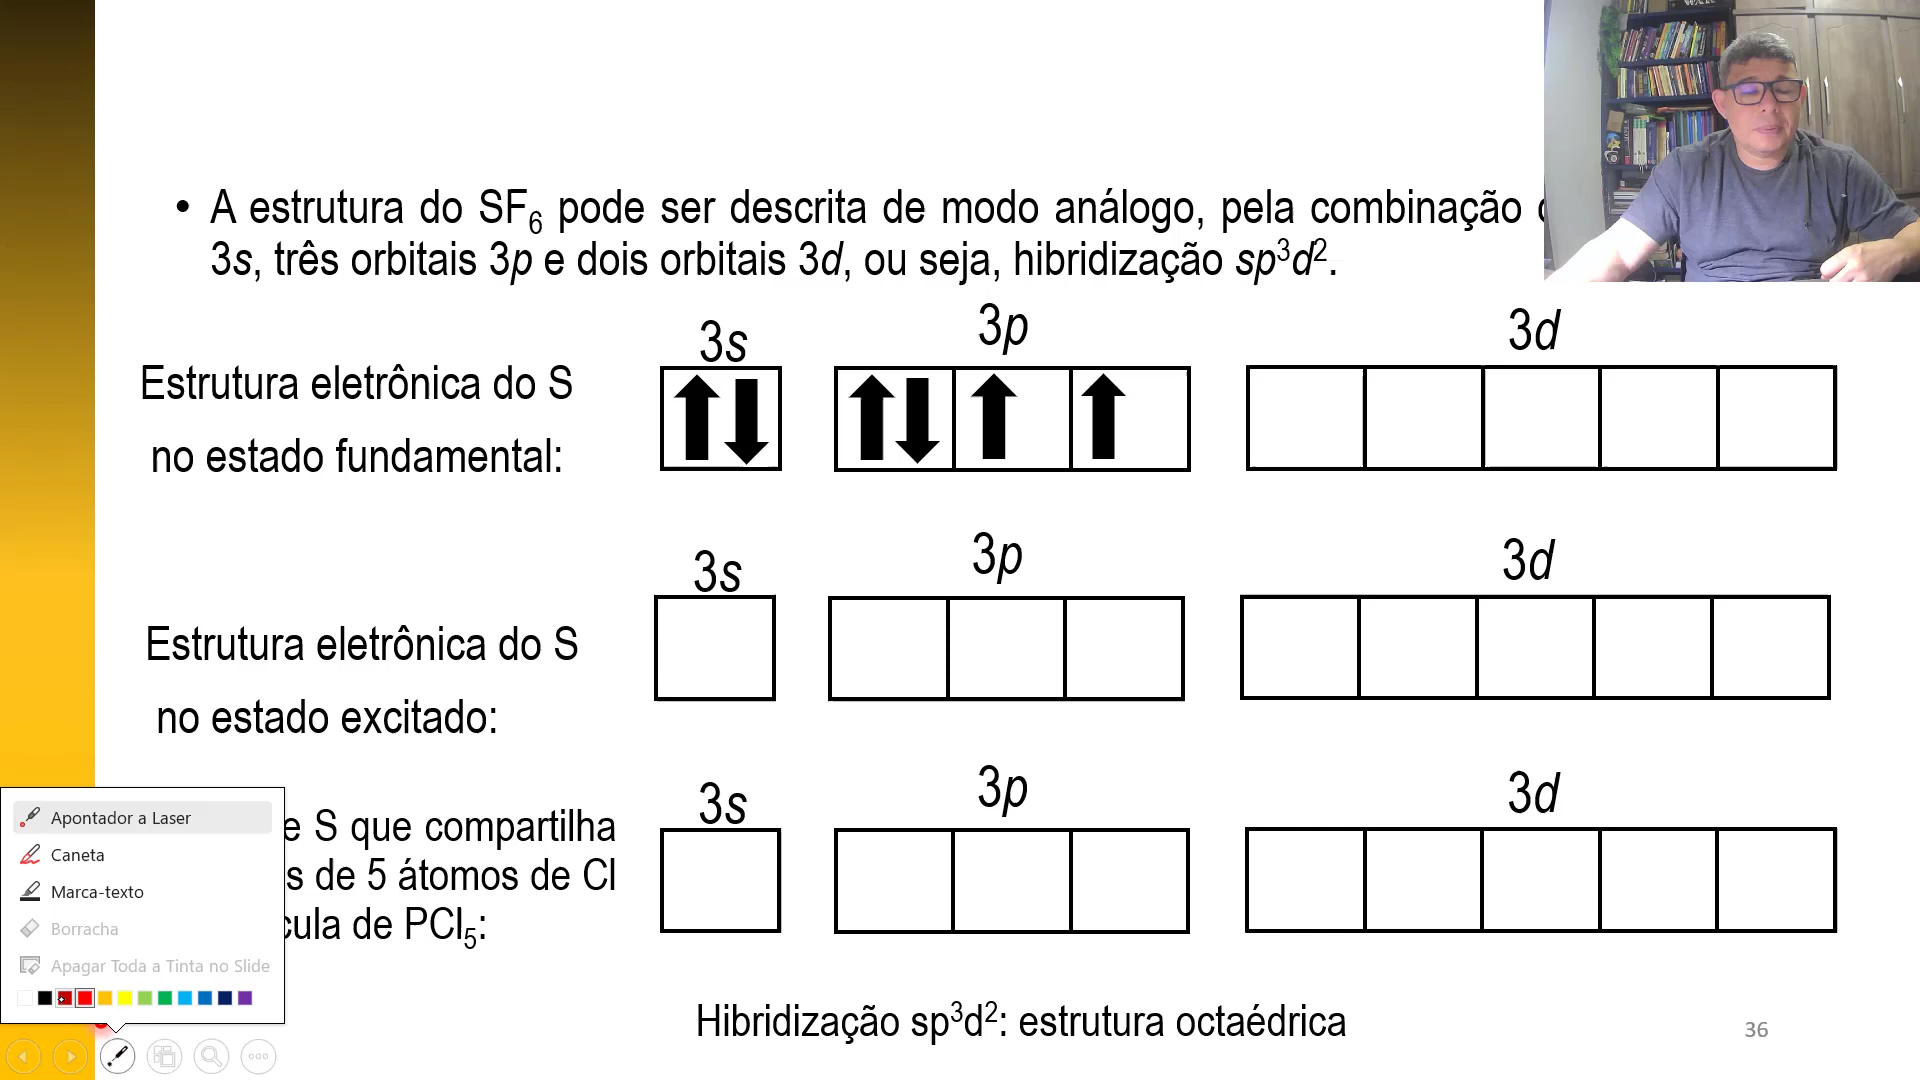 • A estrutura do SF6 pode ser descrita de modo análogo, pela combinação
3s, três orbitais 3p e dois orbitais 3d, ou seja, hibridização sp³d².
3s 3p 3d
Estrutura eletrônica do S
no estado fundamental:
3s 3p 3d
Estrutura eletrônica do S
no estado excitado:
3s 3p 3d
e S que compartilha
s de 5 átomos de Cl
cula de PCl5:
Hibridização sp³d²: estrutura octaédrica
36
Apontador a Laser
Caneta
Marca-texto
Borracha
Apagar Toda a Tinta no Slide